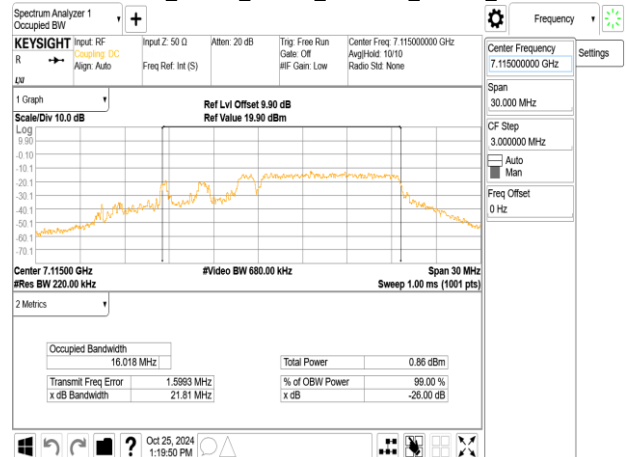 Spectrum Analyzer 1
Occupied BW
Frequency
KEYSIGHT
R
LXI
Input: RF
Coupling: DC
Align: Auto
Input Z: 50 Ω
Freq Ref: Int (S)
Atten: 20 dB
Trig: Free Run
Gate: Off
#IF Gain: Low
Center Freq: 7.115000000 GHz
Avg|Hold: 10/10
Radio Std: None
Center Frequency
7.115000000 GHz
Settings
Span
30.000 MHz
CF Step
3.000000 MHz
Auto
Man
Freq Offset
0 Hz
1 Graph
Scale/Div 10.0 dB
Ref Lvl Offset 9.90 dB
Ref Value 19.90 dBm
Log
9.90
-0.10
-10.1
-20.1
-30.1
-40.1
-50.1
-60.1
-70.1
Center 7.11500 GHz
#Video BW 680.00 kHz
Span 30 MHz
#Res BW 220.00 kHz
Sweep 1.00 ms (1001 pts)
2 Metrics
Occupied Bandwidth
16.018 MHz
Transmit Freq Error 1.5993 MHz
x dB Bandwidth 21.81 MHz
Total Power 0.86 dBm
% of OBW Power 99.00 %
x dB -26.00 dB
Oct 25, 2024
1:19:50 PM